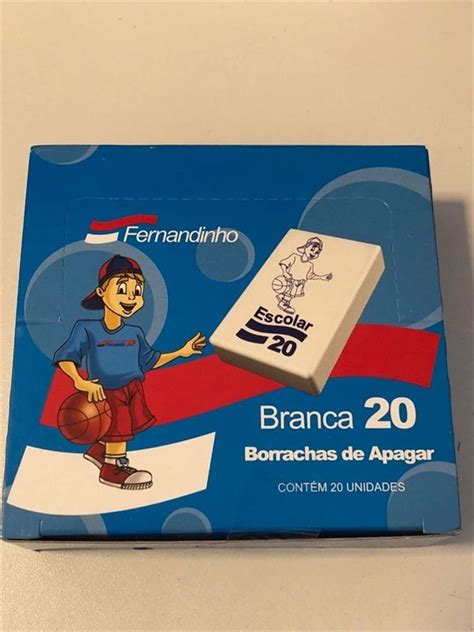 Fernandinho
Escolar
20
Branca 20
Borrachas de Apagar
CONTÉM 20 UNIDADES